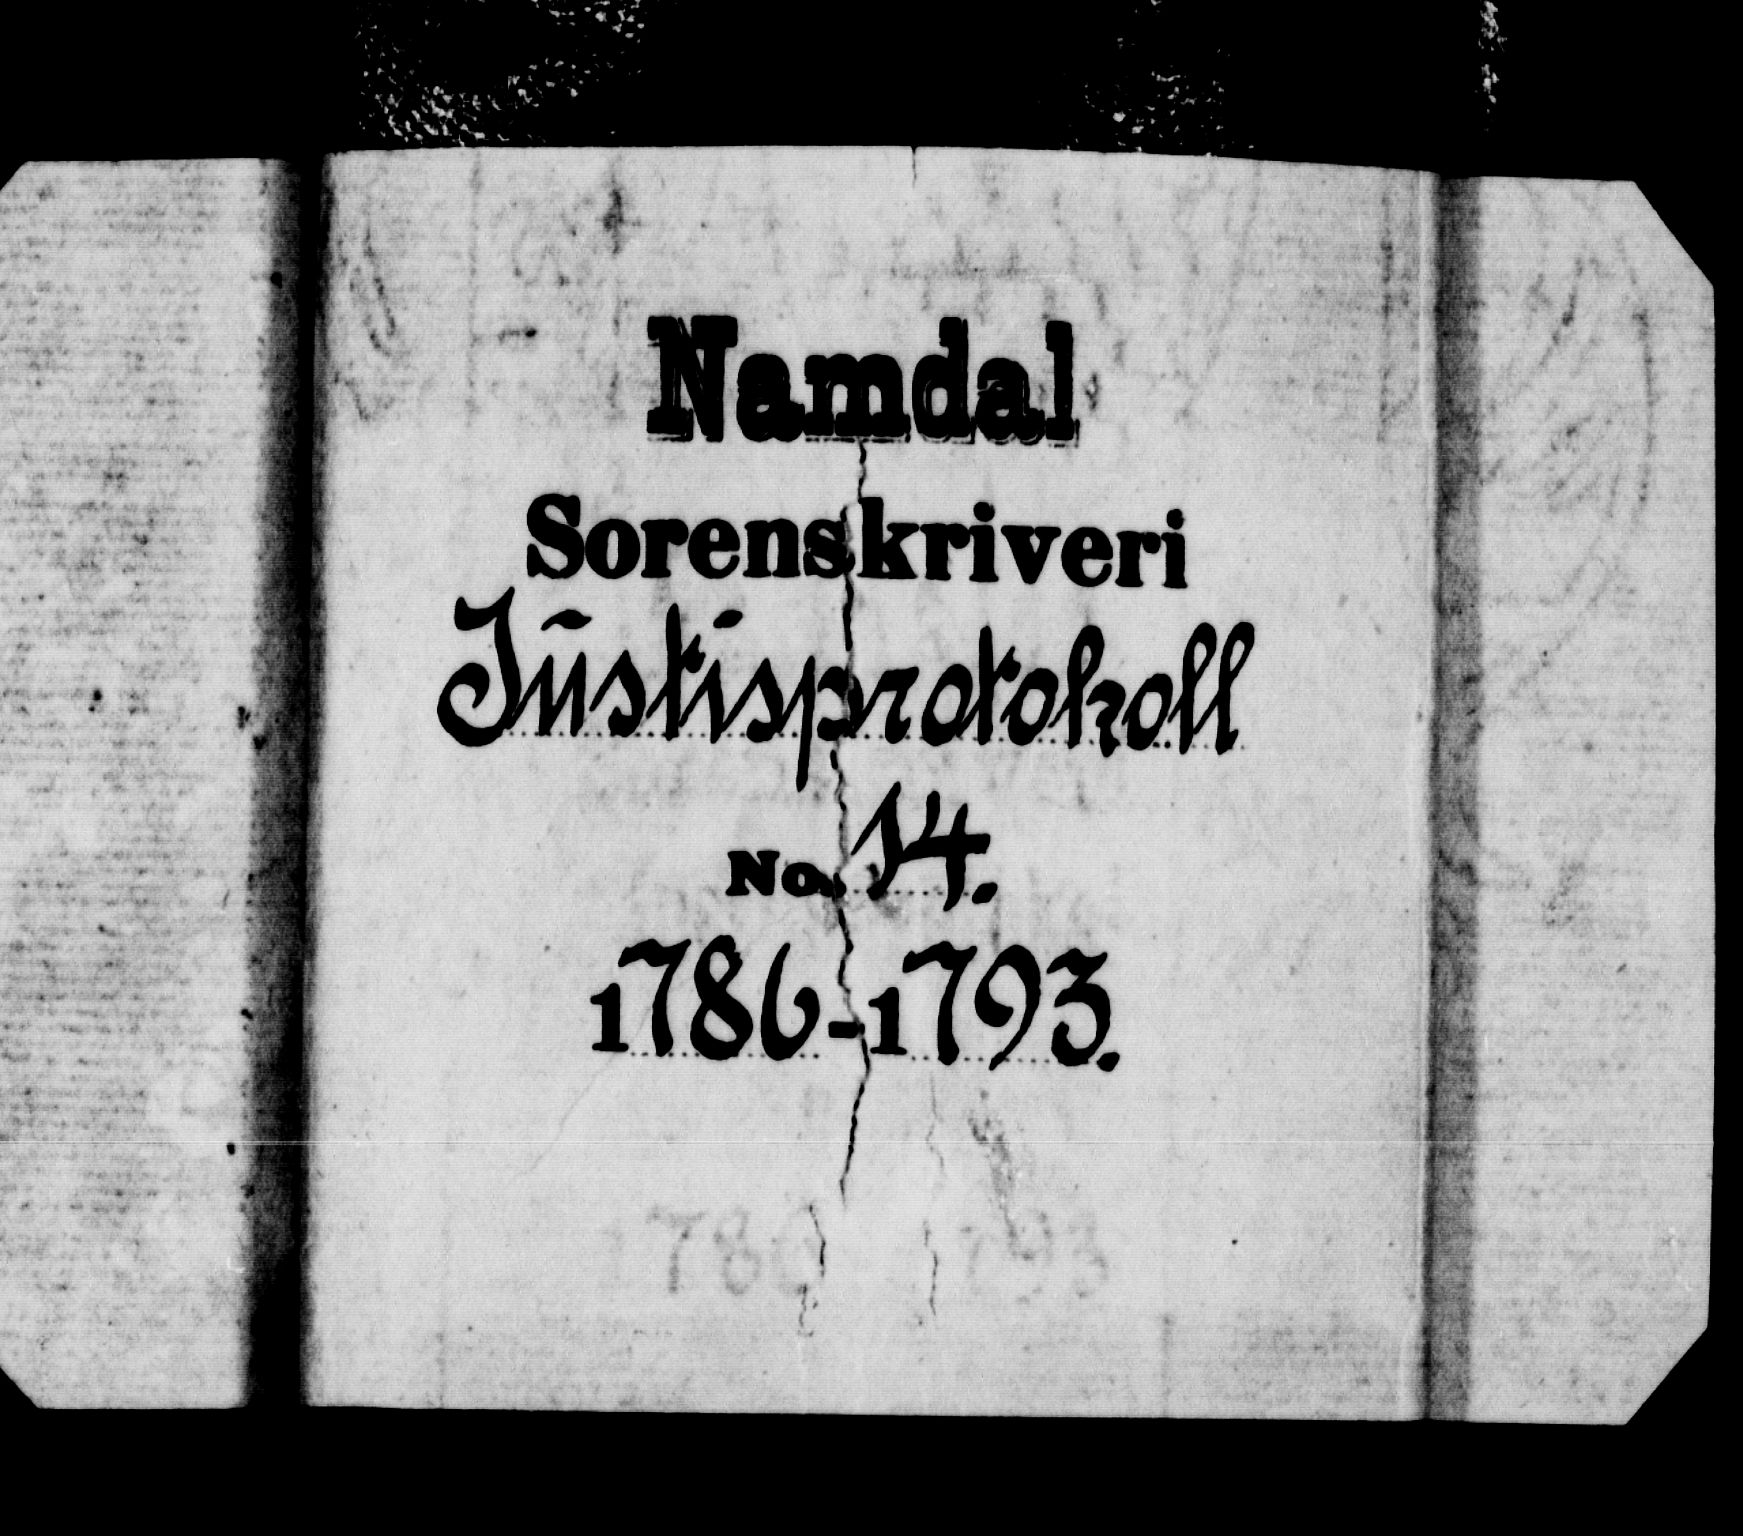 Namdal
Sorenskriveri
Justisprotokoll
No. 14.
1786-1793.